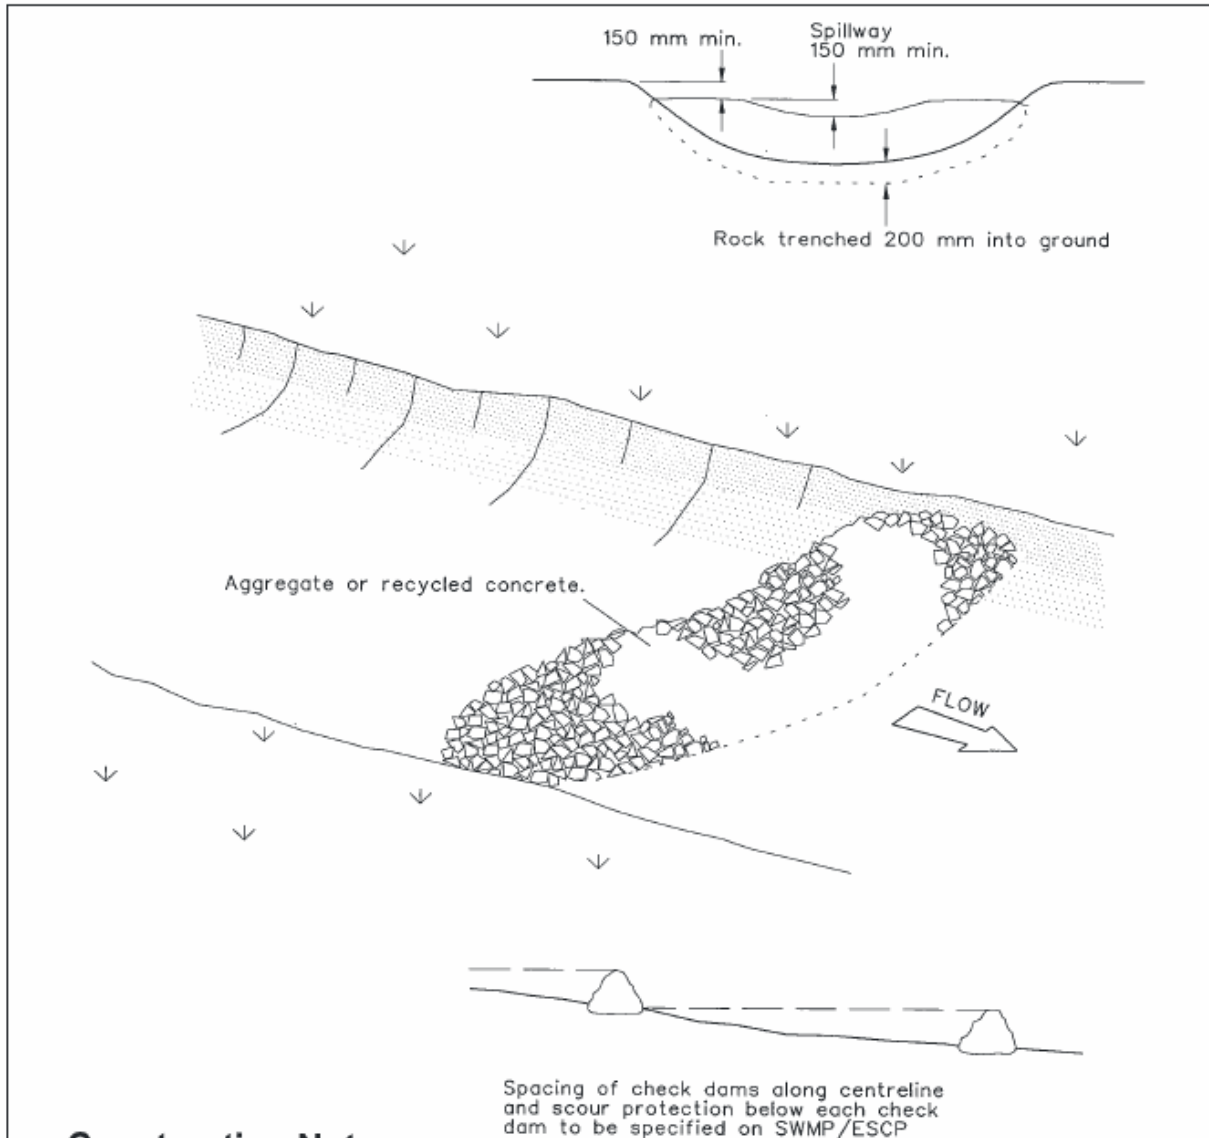 150 mm min.
Spillway
150 mm min.
Rock trenched 200 mm into ground
Aggregate or recycled concrete.
FLOW
Spacing of check dams along centreline
and scour protection below each check
dam to be specified on SWMP/ESCP